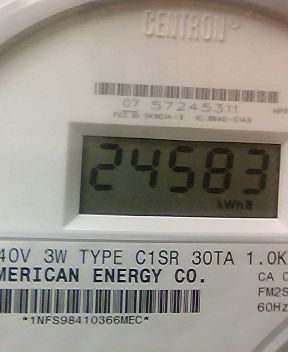 CENTRON®
07 57245311
24583
kWh
40V 3W TYPE C1SR 30TA 1.0K
MERICAN ENERGY CO.
CA
FM2S
60Hz
*1NFS98410366MEC*